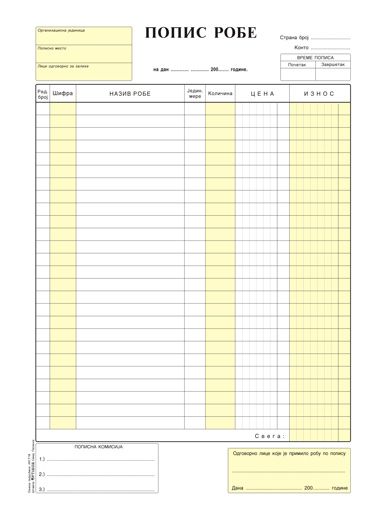 Организациона јединица
ПОПИС РОБЕ
Страна број
Пописно место
Конто
ВРЕМЕ ПОПИСА
Почетак Завршетак
Лице одговорно за залихе
на дан ............ ............... 200........ године.
Ред. број
Шифра
НАЗИВ РОБЕ
Један. мере
Количина
ЦЕНА
ИЗНОС
Свега:
ПОПИСНА КОМИСИЈА:
1.)
2.)
3.)
Одговорно лице које је примило робу по попису
Дана ........................ 200....... године